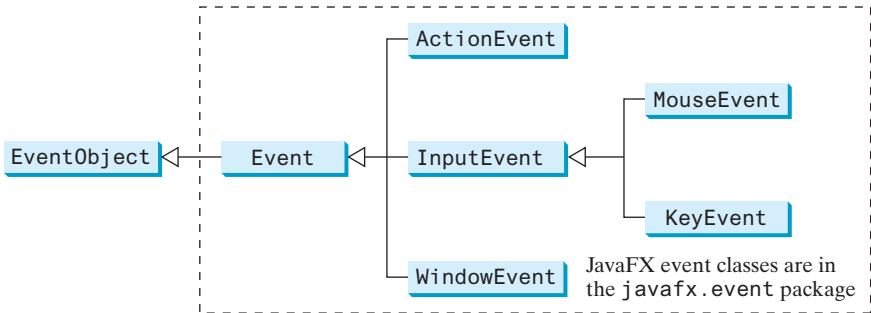 ActionEvent
MouseEvent
EventObject
Event
InputEvent
KeyEvent
WindowEvent
JavaFX event classes are in
the javafx.event package